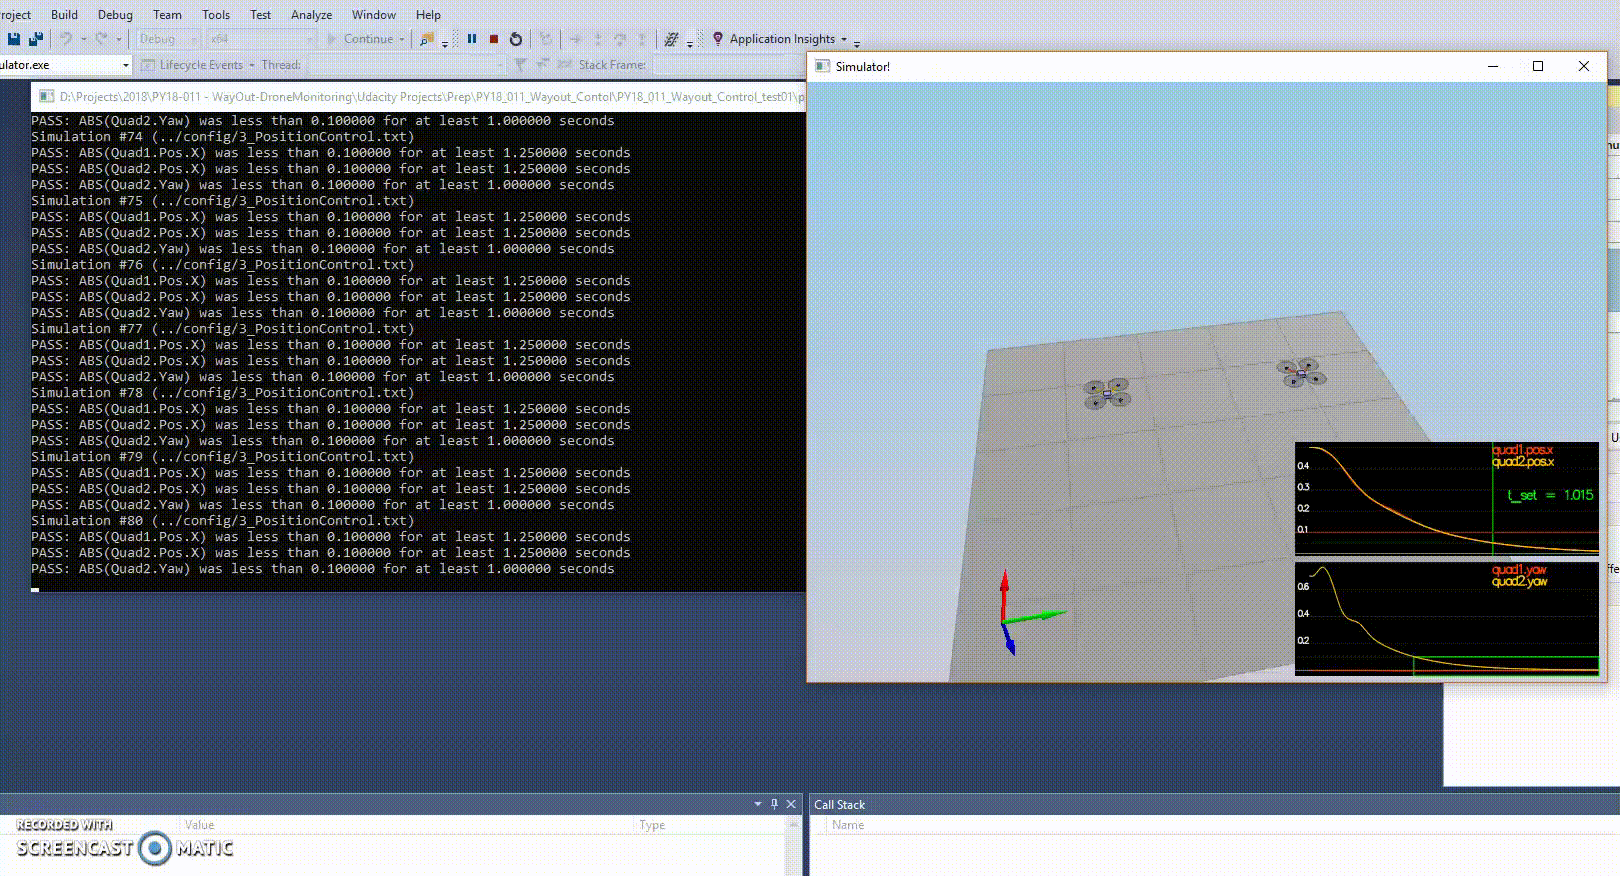 roject Build Debug Team Tools Test Analyze Window Help
Debug x64 Continue Application Insights
ulator.exe Lifecycle Events Thread: Stack Frame:
D:\Projects\2018\PY18-011 - WayOut-DroneMonitoring\Udacity Projects\Prep\PY18_011_Wayout_Contol\PY18_011_Wayout_Control_test01\p
PASS: ABS(Quad2.Yaw) was less than 0.100000 for at least 1.000000 seconds
Simulation #74 (../config/3_PositionControl.txt)
PASS: ABS(Quad1.Pos.X) was less than 0.100000 for at least 1.250000 seconds
PASS: ABS(Quad2.Pos.X) was less than 0.100000 for at least 1.250000 seconds
PASS: ABS(Quad2.Yaw) was less than 0.100000 for at least 1.000000 seconds
Simulation #75 (../config/3_PositionControl.txt)
PASS: ABS(Quad1.Pos.X) was less than 0.100000 for at least 1.250000 seconds
PASS: ABS(Quad2.Pos.X) was less than 0.100000 for at least 1.250000 seconds
PASS: ABS(Quad2.Yaw) was less than 0.100000 for at least 1.000000 seconds
Simulation #76 (../config/3_PositionControl.txt)
PASS: ABS(Quad1.Pos.X) was less than 0.100000 for at least 1.250000 seconds
PASS: ABS(Quad2.Pos.X) was less than 0.100000 for at least 1.250000 seconds
PASS: ABS(Quad2.Yaw) was less than 0.100000 for at least 1.000000 seconds
Simulation #77 (../config/3_PositionControl.txt)
PASS: ABS(Quad1.Pos.X) was less than 0.100000 for at least 1.250000 seconds
PASS: ABS(Quad2.Pos.X) was less than 0.100000 for at least 1.250000 seconds
PASS: ABS(Quad2.Yaw) was less than 0.100000 for at least 1.000000 seconds
Simulation #78 (../config/3_PositionControl.txt)
PASS: ABS(Quad1.Pos.X) was less than 0.100000 for at least 1.250000 seconds
PASS: ABS(Quad2.Pos.X) was less than 0.100000 for at least 1.250000 seconds
PASS: ABS(Quad2.Yaw) was less than 0.100000 for at least 1.000000 seconds
Simulation #79 (../config/3_PositionControl.txt)
PASS: ABS(Quad1.Pos.X) was less than 0.100000 for at least 1.250000 seconds
PASS: ABS(Quad2.Pos.X) was less than 0.100000 for at least 1.250000 seconds
PASS: ABS(Quad2.Yaw) was less than 0.100000 for at least 1.000000 seconds
Simulation #80 (../config/3_PositionControl.txt)
PASS: ABS(Quad1.Pos.X) was less than 0.100000 for at least 1.250000 seconds
PASS: ABS(Quad2.Pos.X) was less than 0.100000 for at least 1.250000 seconds
PASS: ABS(Quad2.Yaw) was less than 0.100000 for at least 1.000000 seconds
Simulator!
quad1.pos.x
quad2.pos.x
0.4
t_set = 1.015
0.3
0.2
0.1
quad1.yaw
quad2.yaw
0.6
0.4
0.2
Value Type
Call Stack
Name
RECORDED WITH
SCREENCAST MATIC